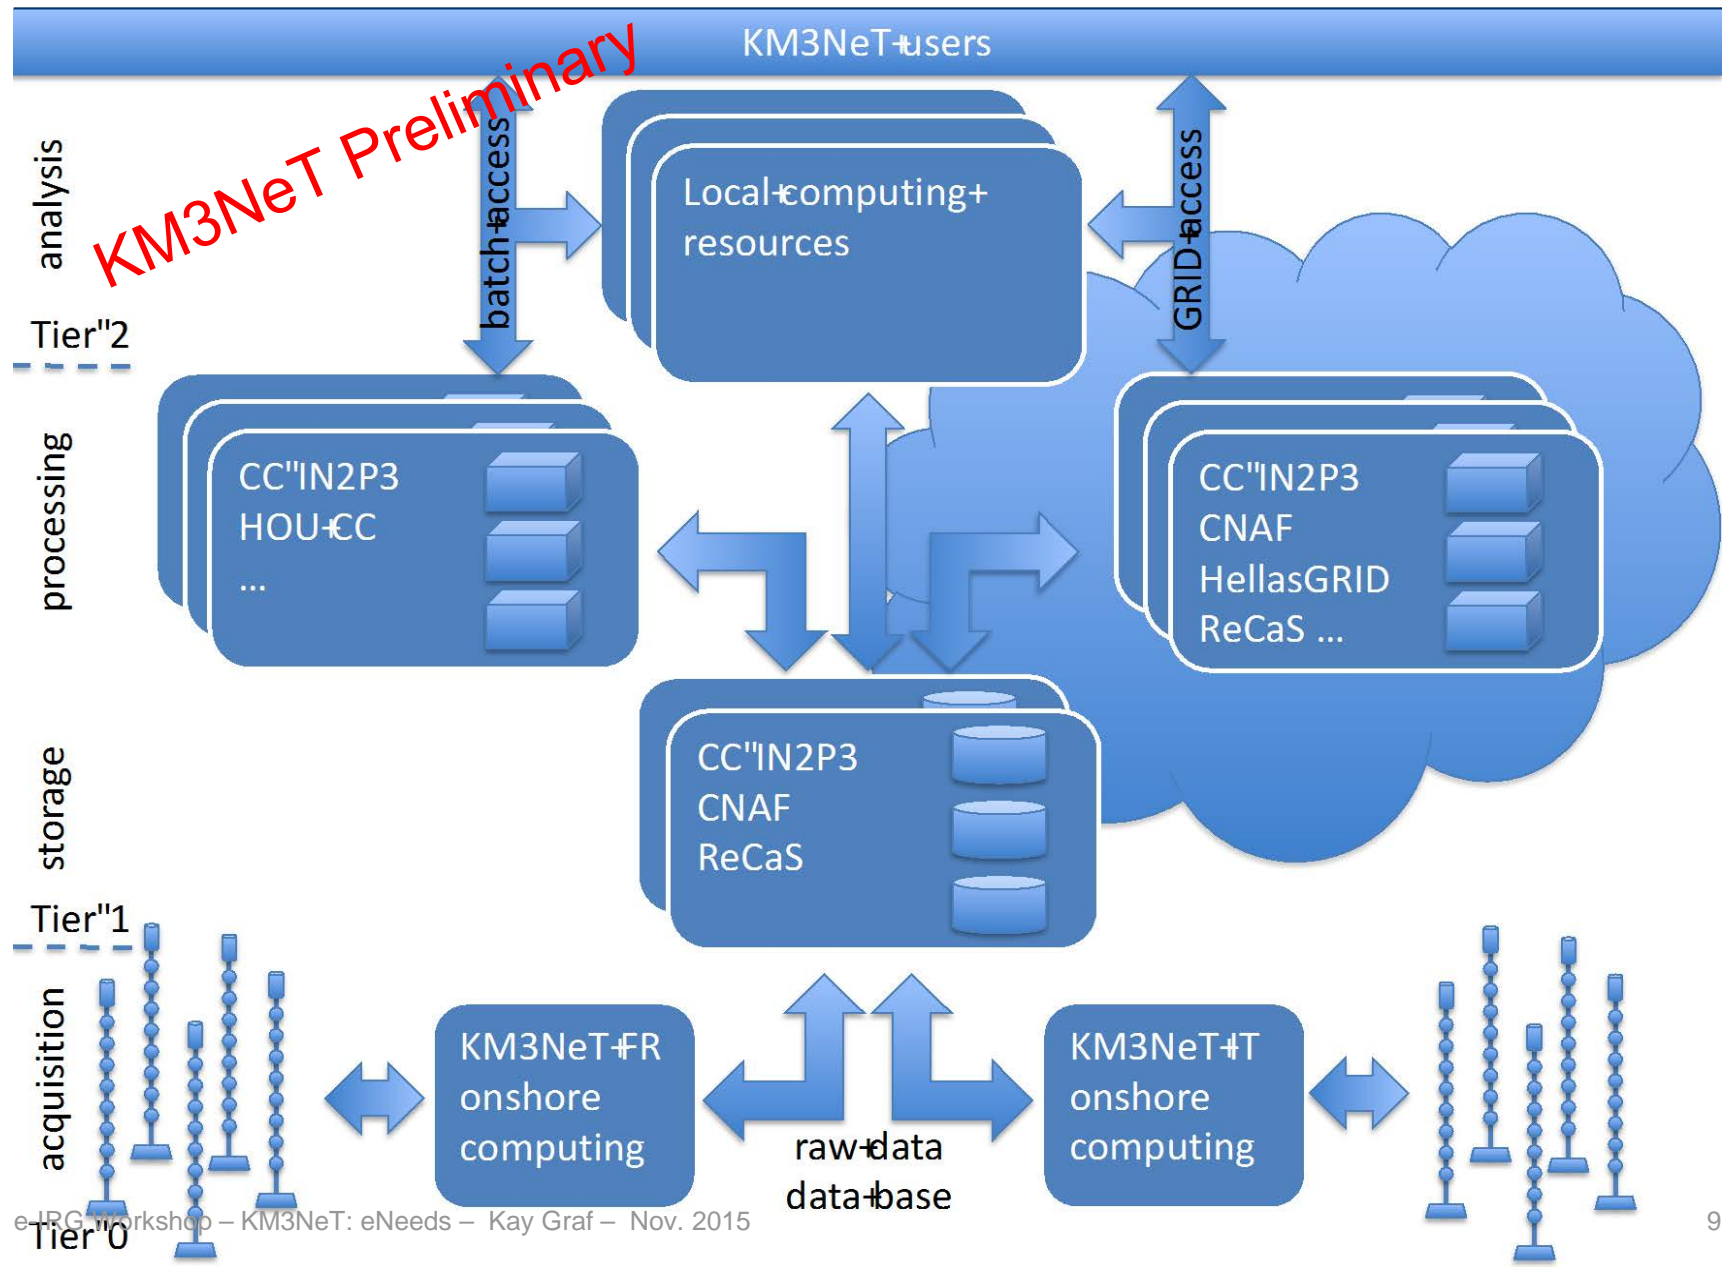 KM3NeT+users
KM3NeT Preliminary
analysis
batch+access
Local+computing+
resources
GRID+access
Tier"2
processing
CC"IN2P3
HOU+CC
...
CC"IN2P3
CNAF
HellasGRID
ReCaS ...
storage
CC"IN2P3
CNAF
ReCaS
Tier"1
acquisition
KM3NeT+FR
onshore
computing
raw+data
data+base
KM3NeT+IT
onshore
computing
e-IRG Workshop – KM3NeT: eNeeds – Kay Graf – Nov. 2015
9
Tier"0